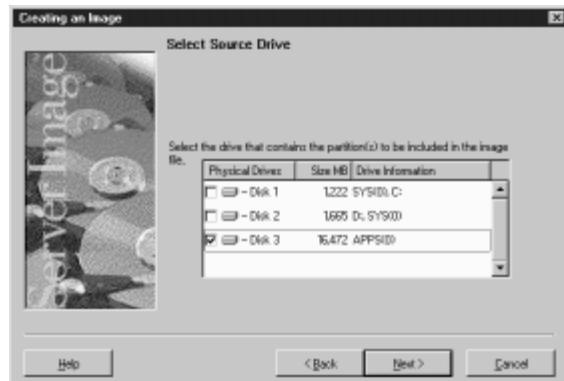 Creating an Image
Server Image
Select Source Drive
Select the drive that contains the partition(s) to be included in the image
file.
Physical Drives Size MB Drive Information
Disk 1 1,222 SYS(0), C:
Disk 2 1,665 D:, SYS(0)
Disk 3 16,472 APPS(0)
Help < Back Next > Cancel